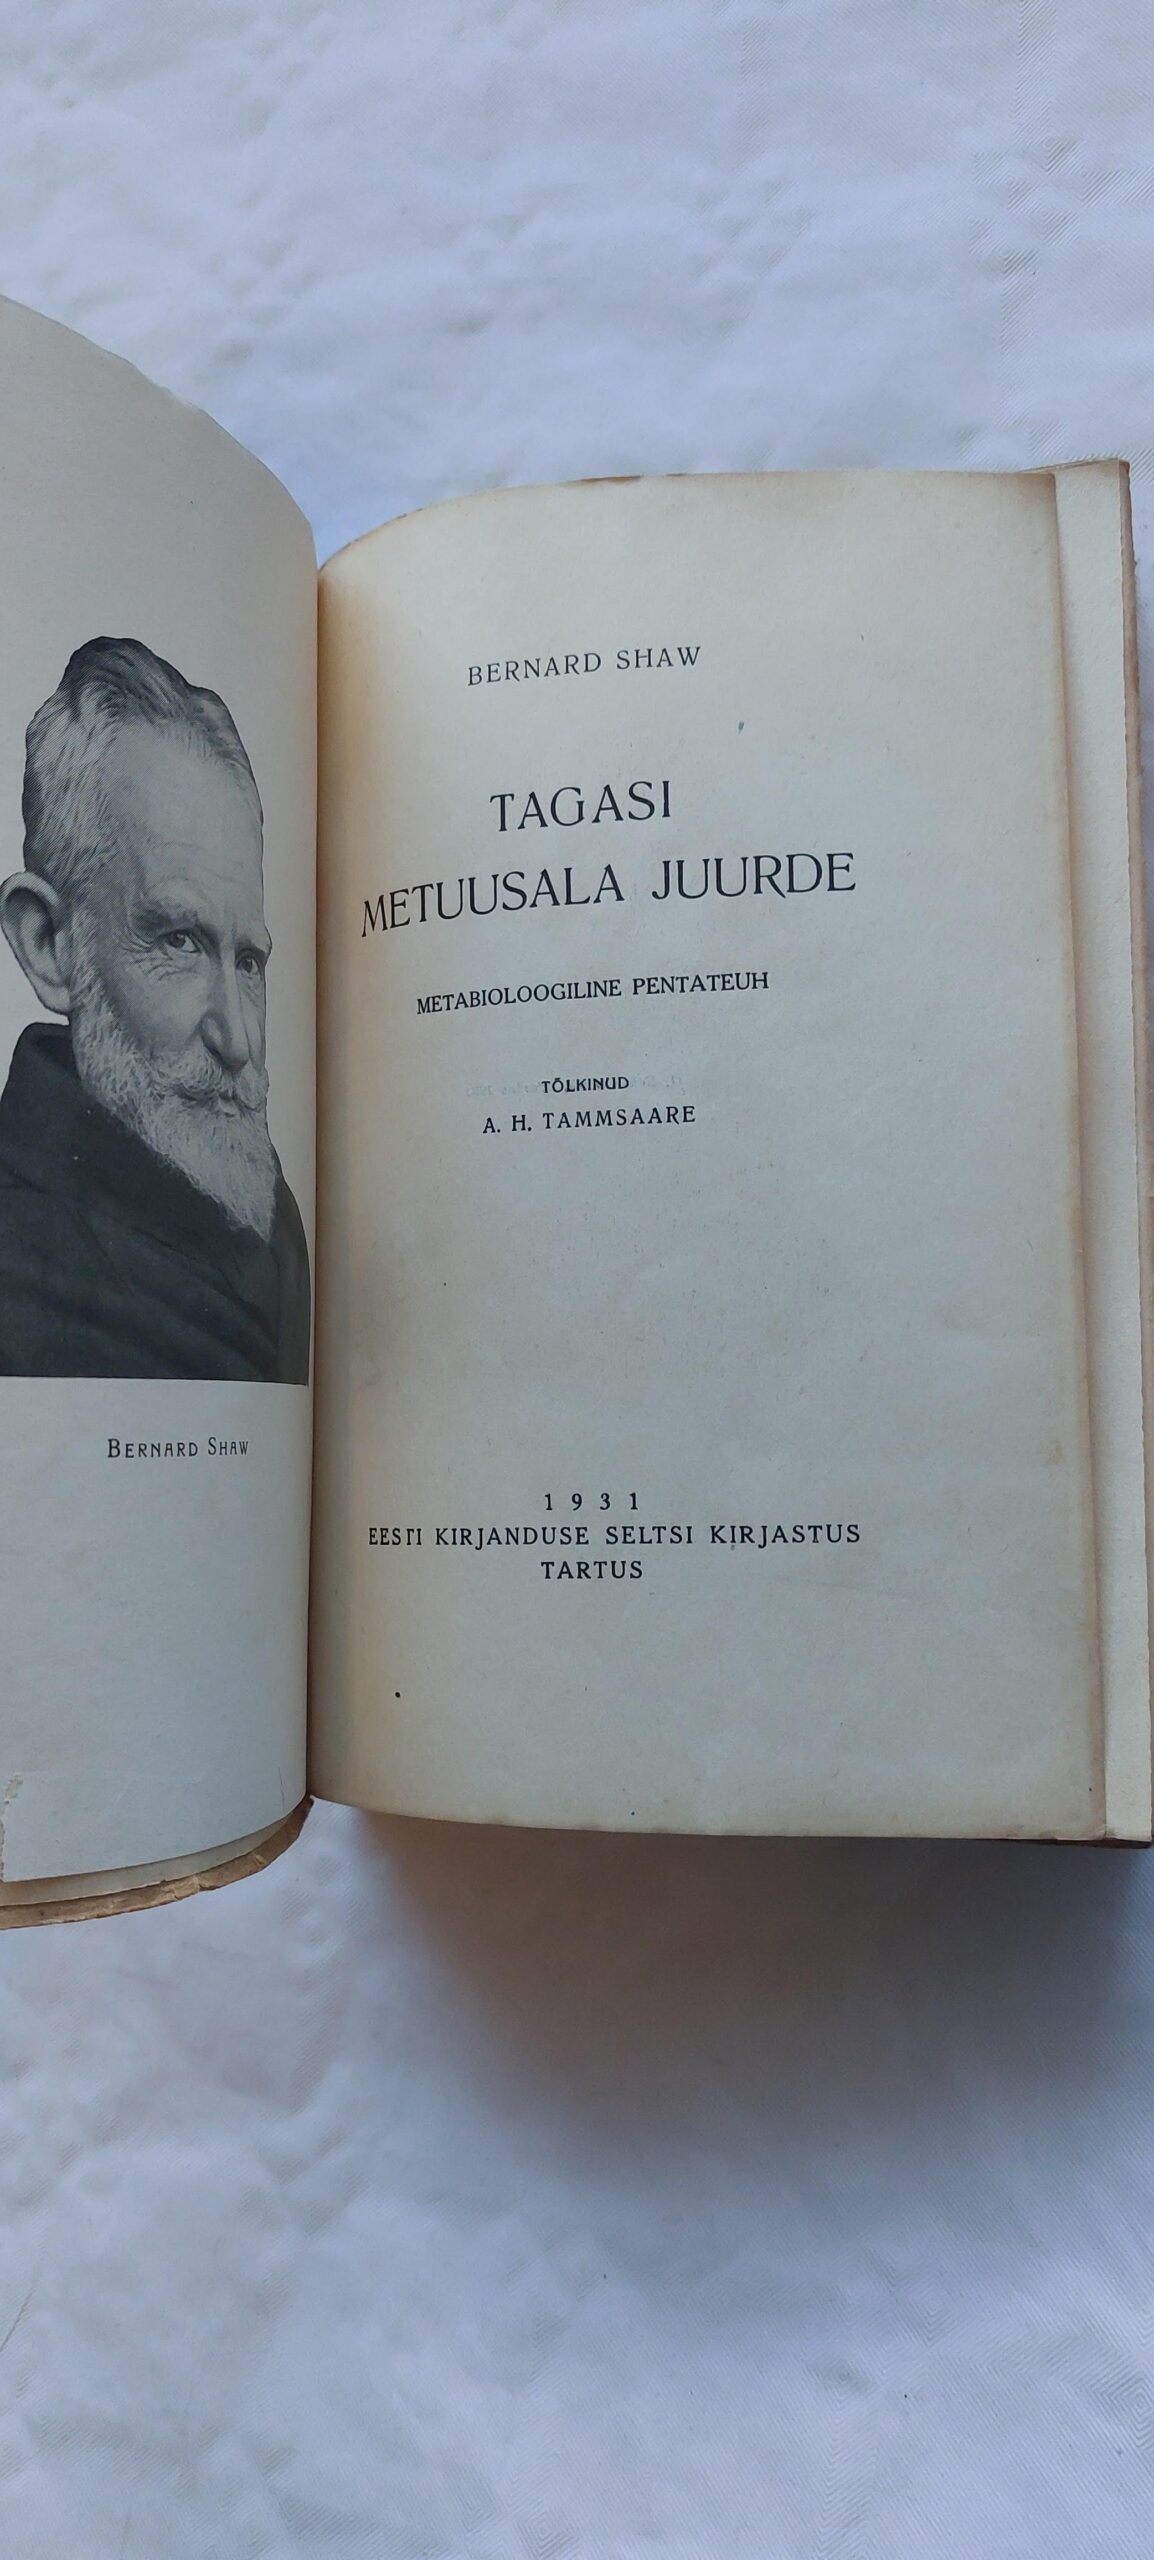 Bernard Shaw
BERNARD SHAW
TAGASI
METUUSALA JUURDE
METABIOLOOGILINE PENTATEUH
TÕLKINUD
A. H. TAMMSAARE
1931
EESTI KIRJANDUSE SELTSI KIRJASTUS
TARTUS